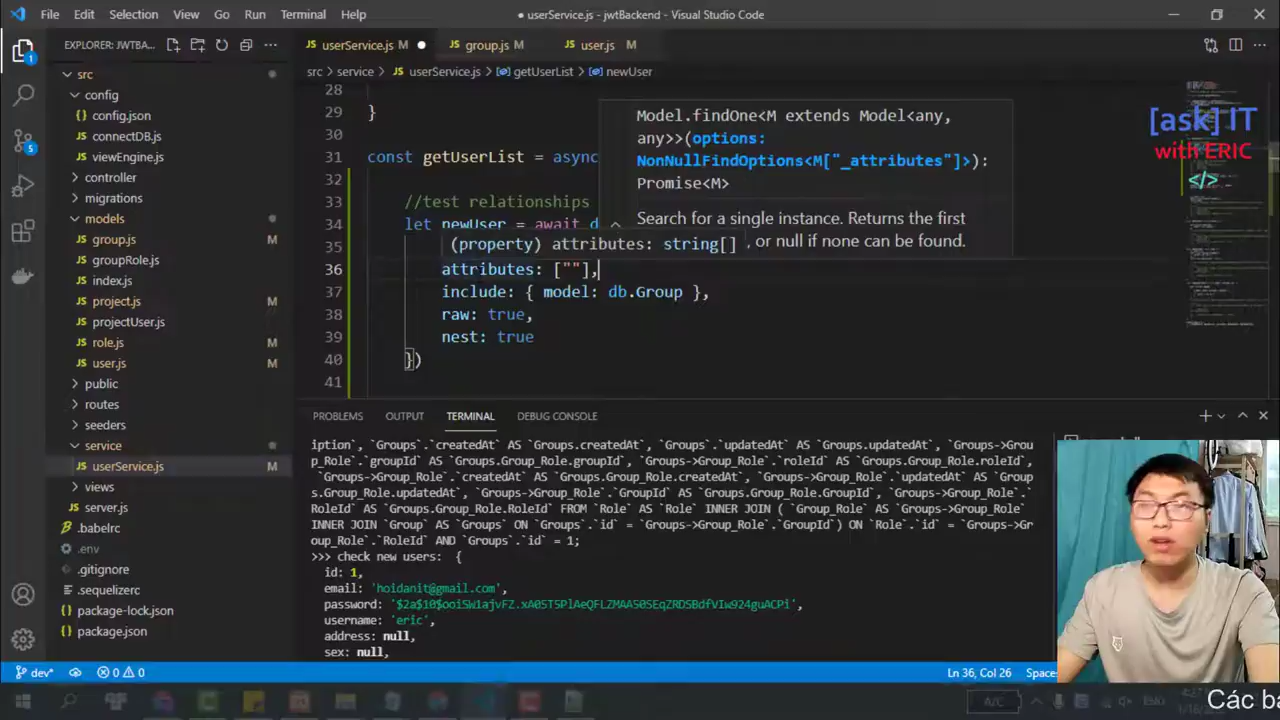 File Edit Selection View Go Run Terminal Help
● userService.js - jwtBackend - Visual Studio Code
EXPLORER: JWTBA...
userService.js M
group.js M
user.js M
src
config
config.json
connectDB.js
viewEngine.js
controller
migrations
models
group.js M
groupRole.js
index.js
project.js M
projectUser.js
role.js M
user.js M
public
routes
seeders
service
userService.js M
views
server.js
.babelrc
.env
.gitignore
.sequelizerc
package-lock.json
package.json
1
5
src > service > userService.js > getUserList > newUser
28
29 }
30
31 const getUserList = async
32
33 //test relationships
34 let newUser = await d
35
36 attributes: [""],
37 include: { model: db.Group },
38 raw: true,
39 nest: true
40 })
41
Model.findOne<M extends Model<any,
any>>(options:
NonNullFindOptions<M["_attributes"]>):
Promise<M>
Search for a single instance. Returns the first
, or null if none can be found.
(property) attributes: string[]
[ask] IT
with ERIC
</>
PROBLEMS OUTPUT TERMINAL DEBUG CONSOLE
iption`, `Groups`.`createdAt` AS `Groups.createdAt`, `Groups`.`updatedAt` AS `Groups.updatedAt`, `Groups->Grou
p_Role`.`groupId` AS `Groups.Group_Role.groupId`, `Groups->Group_Role`.`roleId` AS `Groups.Group_Role.roleId`,
`Groups->Group_Role`.`createdAt` AS `Groups.Group_Role.createdAt`, `Groups->Group_Role`.`updatedAt` AS `Group
s.Group_Role.updatedAt`, `Groups->Group_Role`.`GroupId` AS `Groups.Group_Role.GroupId`, `Groups->Group_Role`.`
RoleId` AS `Groups.Group_Role.RoleId` FROM `Role` AS `Role` INNER JOIN ( `Group_Role` AS `Groups->Group_Role`
INNER JOIN `Group` AS `Groups` ON `Groups`.`id` = `Groups->Group_Role`.`GroupId`) ON `Role`.`id` = `Groups->Gr
oup_Role`.`RoleId` AND `Groups`.`id` = 1;
>>> check new users: {
id: 1,
email: 'hoidanit@gmail.com',
username: 'eric',
address: null,
sex: null,
dev*
0 0
Ln 36, Col 26
Spaces
A/C
Các bạ